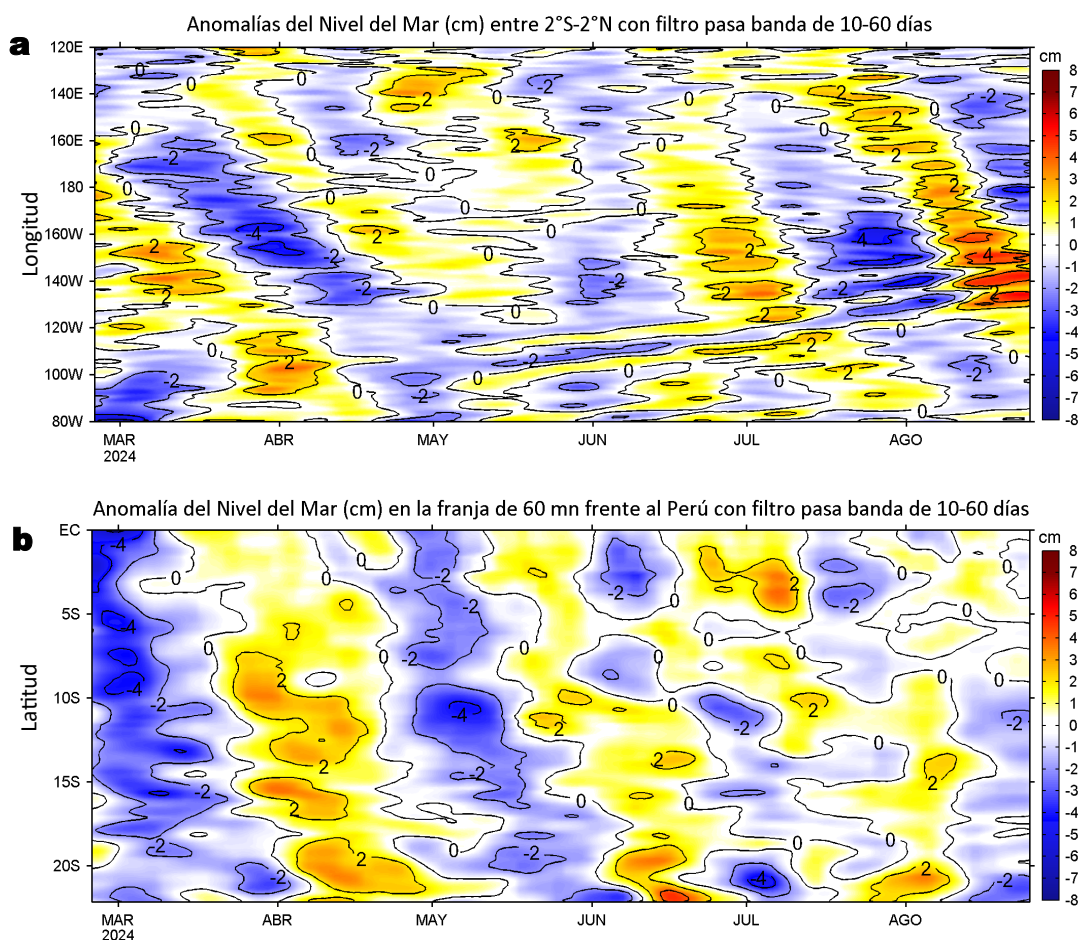 Anomalías del Nivel del Mar (cm) entre 2°S-2°N con filtro pasa banda de 10-60 días
a
cm
Longitud
120E
140E
160E
180
160W
140W
120W
100W
80W
MAR
2024
ABR
MAY
JUN
JUL
AGO
8
7
6
5
4
3
2
1
0
-1
-2
-3
-4
-5
-6
-7
-8
Anomalía del Nivel del Mar (cm) en la franja de 60 mn frente al Perú con filtro pasa banda de 10-60 días
b
cm
Latitud
EC
5S
10S
15S
20S
MAR
2024
ABR
MAY
JUN
JUL
AGO
8
7
6
5
4
3
2
1
0
-1
-2
-3
-4
-5
-6
-7
-8